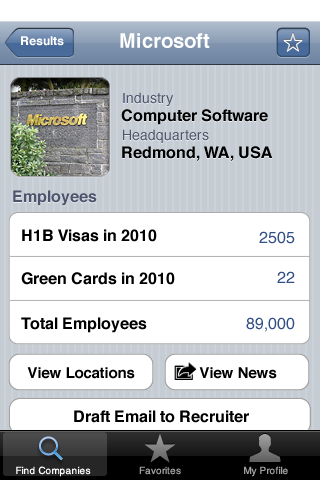 Results
Microsoft
Microsoft
Industry
Computer Software
Headquarters
Redmond, WA, USA
Employees
H1B Visas in 2010 2505
Green Cards in 2010 22
Total Employees 89,000
View Locations View News
Draft Email to Recruiter
Find Companies Favorites My Profile